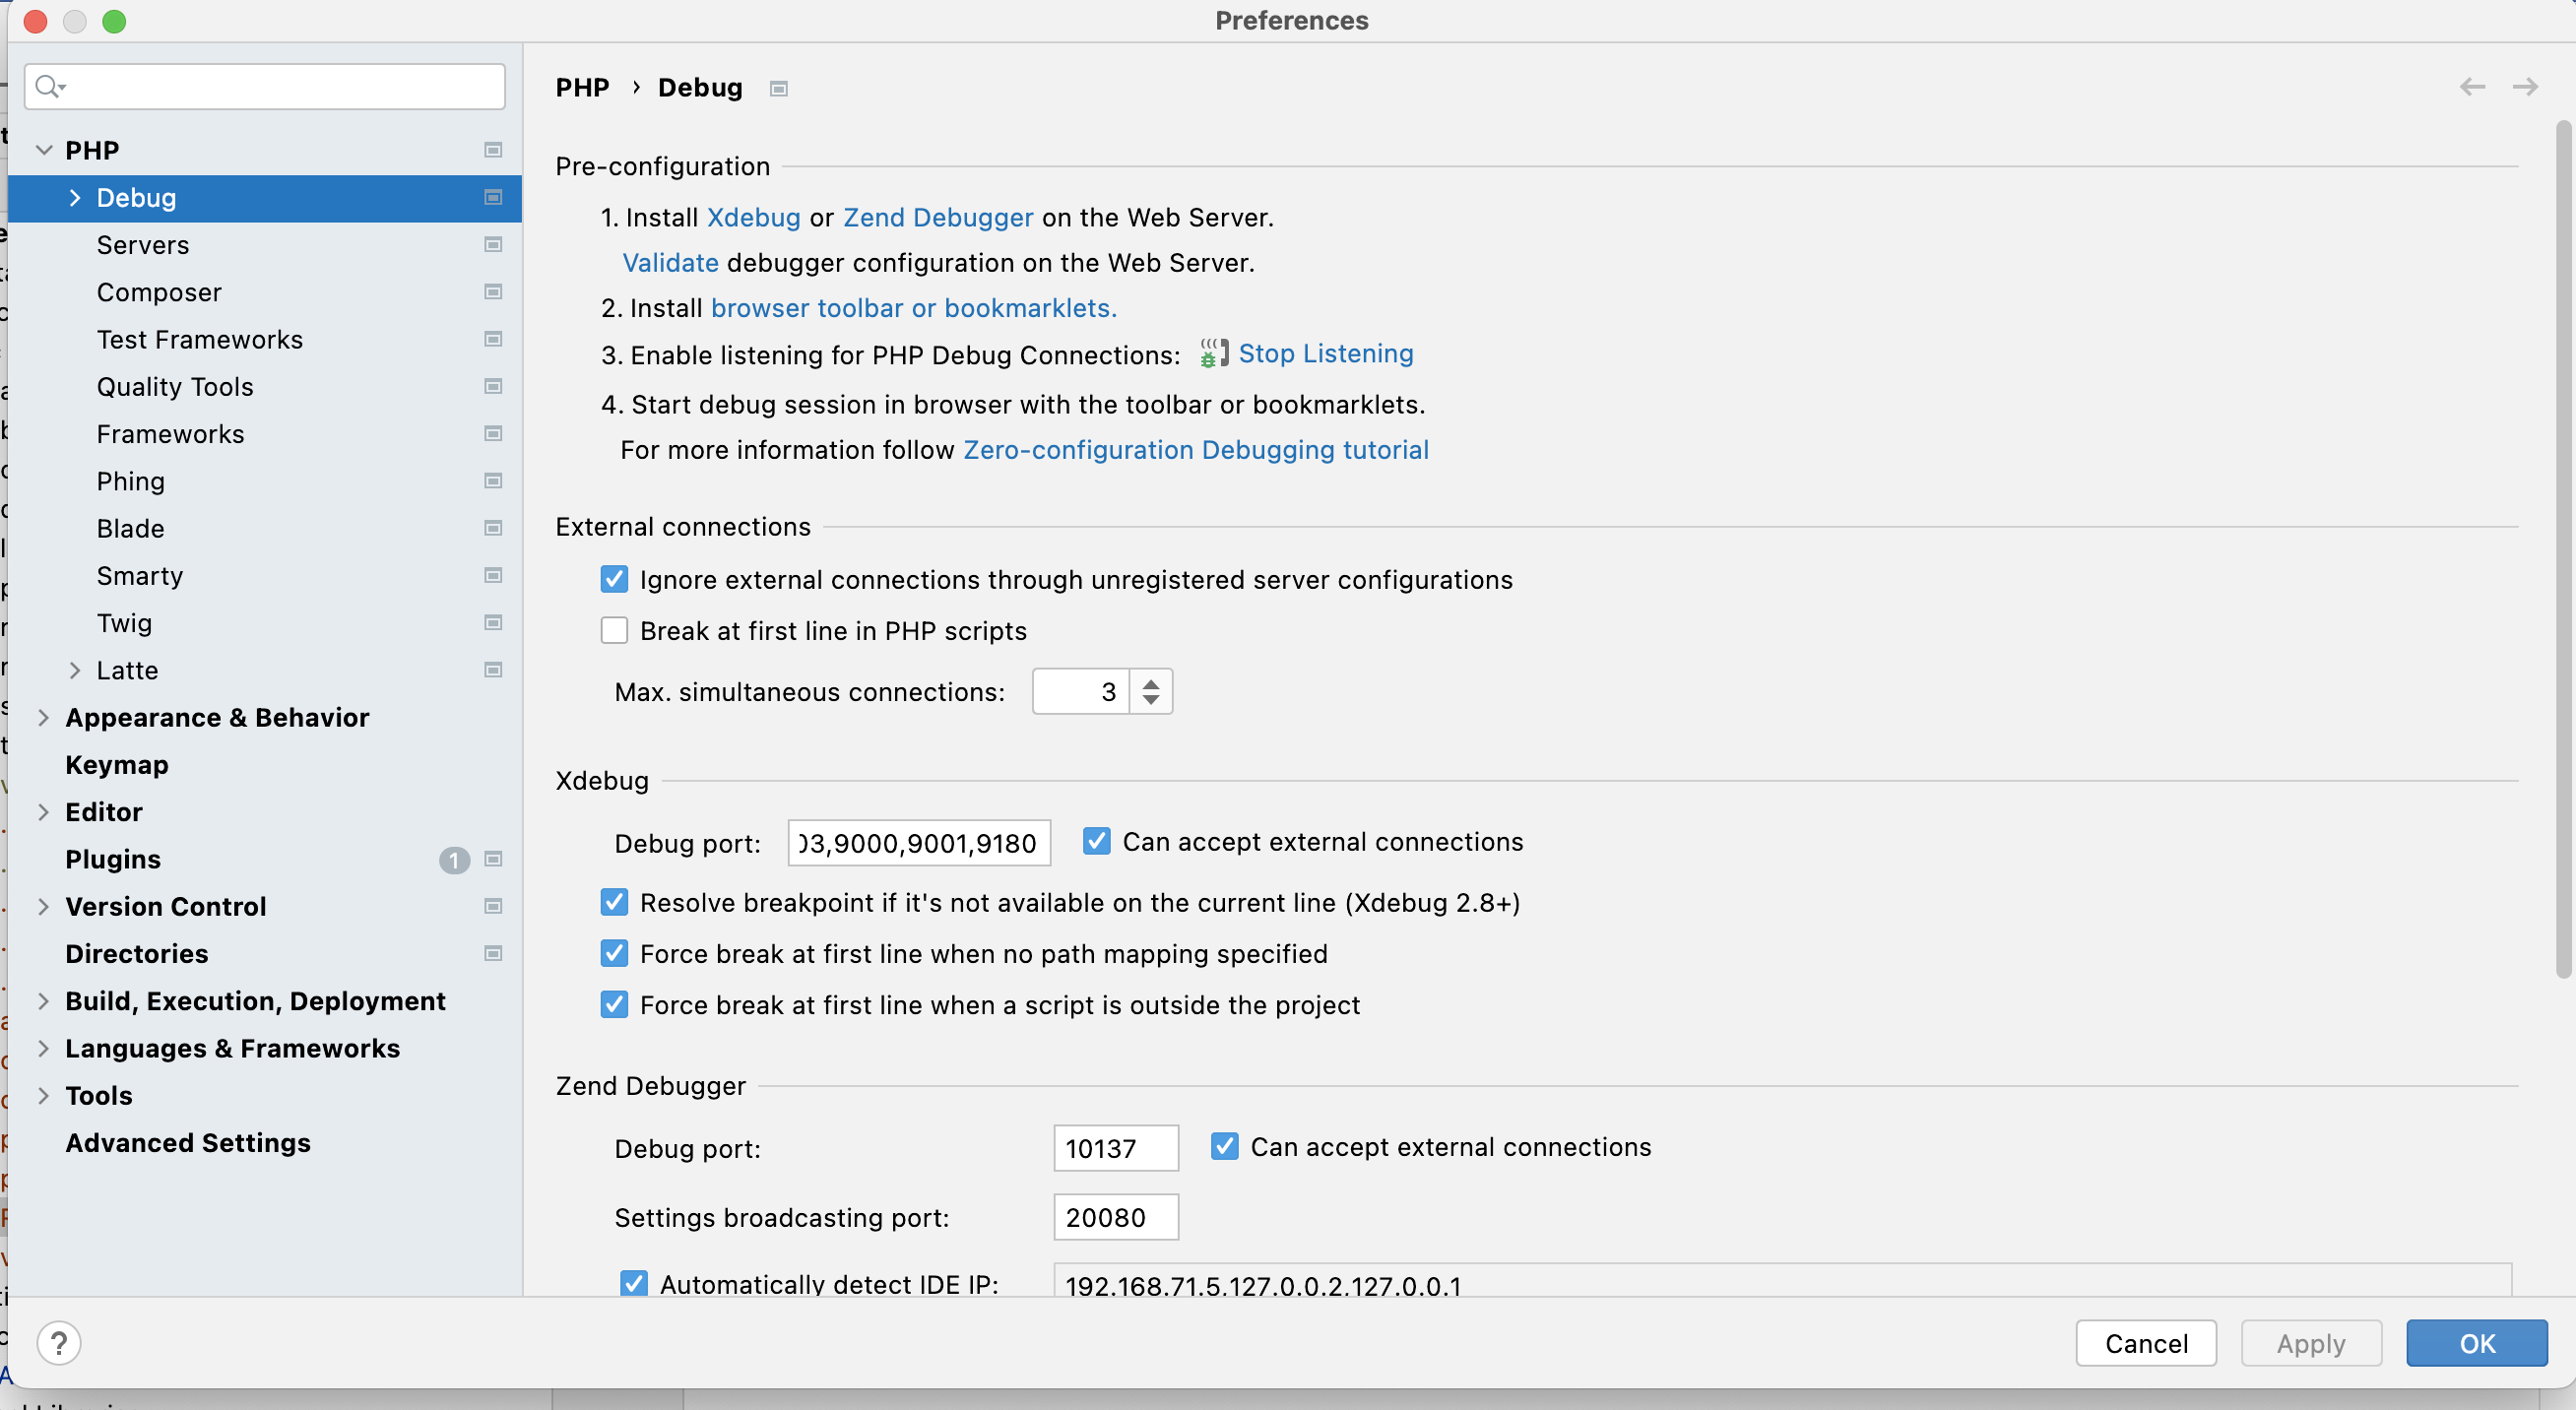 Preferences
PHP
Debug
Servers
Composer
Test Frameworks
Quality Tools
Frameworks
Phing
Blade
Smarty
Twig
Latte
Appearance & Behavior
Keymap
Editor
Plugins 1
Version Control
Directories
Build, Execution, Deployment
Languages & Frameworks
Tools
Advanced Settings
PHP › Debug
Pre-configuration
1. Install Xdebug or Zend Debugger on the Web Server.
Validate debugger configuration on the Web Server.
2. Install browser toolbar or bookmarklets.
3. Enable listening for PHP Debug Connections: Stop Listening
4. Start debug session in browser with the toolbar or bookmarklets.
For more information follow Zero-configuration Debugging tutorial
External connections
Ignore external connections through unregistered server configurations
Break at first line in PHP scripts
Max. simultaneous connections: 3
Xdebug
Debug port: 03,9000,9001,9180 Can accept external connections
Resolve breakpoint if it's not available on the current line (Xdebug 2.8+)
Force break at first line when no path mapping specified
Force break at first line when a script is outside the project
Zend Debugger
Debug port: 10137 Can accept external connections
Settings broadcasting port: 20080
Automatically detect IDE IP: 192.168.71.5,127.0.0.2,127.0.0.1
?
Cancel
Apply
OK